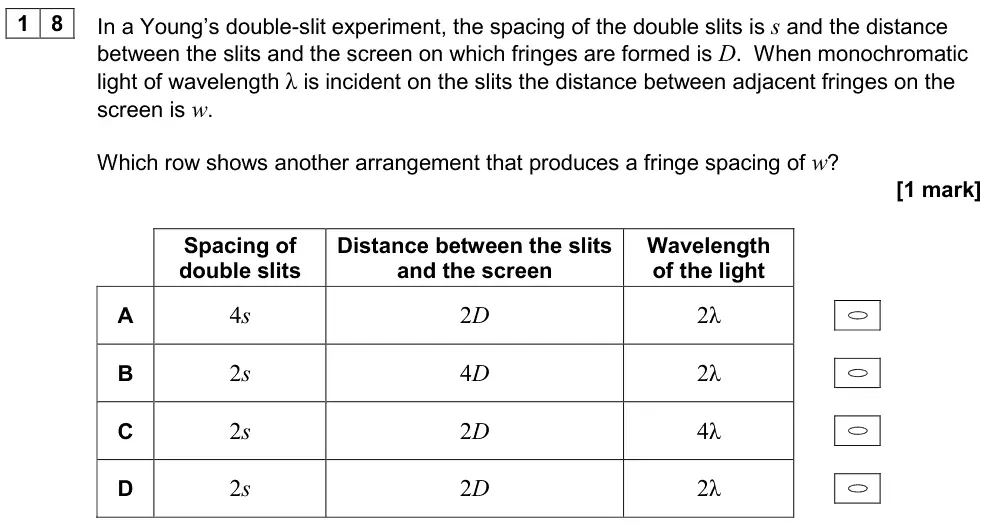 1 8 In a Young's double-slit experiment, the spacing of the double slits is s and the distance
between the slits and the screen on which fringes are formed is D. When monochromatic
light of wavelength λ is incident on the slits the distance between adjacent fringes on the
screen is w.
Which row shows another arrangement that produces a fringe spacing of w?
[1 mark]
Spacing of double slits Distance between the slits and the screen Wavelength of the light
A 4s 2D 2λ
B 2s 4D 2λ
C 2s 2D 4λ
D 2s 2D 2λ